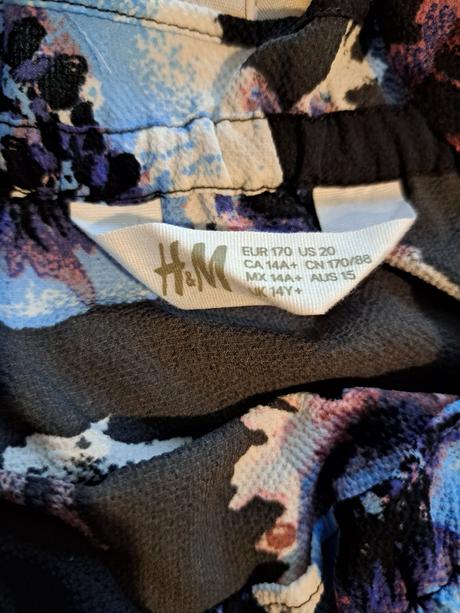 H&M
EUR 170 US 20
CA 14A+ CN 170/88
MX 14A+ AUS 15
UK 14Y+